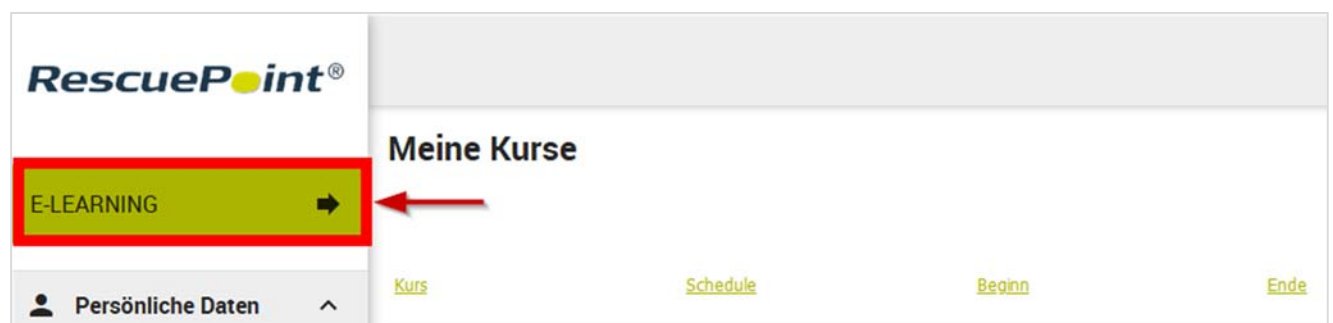 RescuePoint®
Meine Kurse
E-LEARNING
Kurs Schedule Beginn Ende
Persönliche Daten